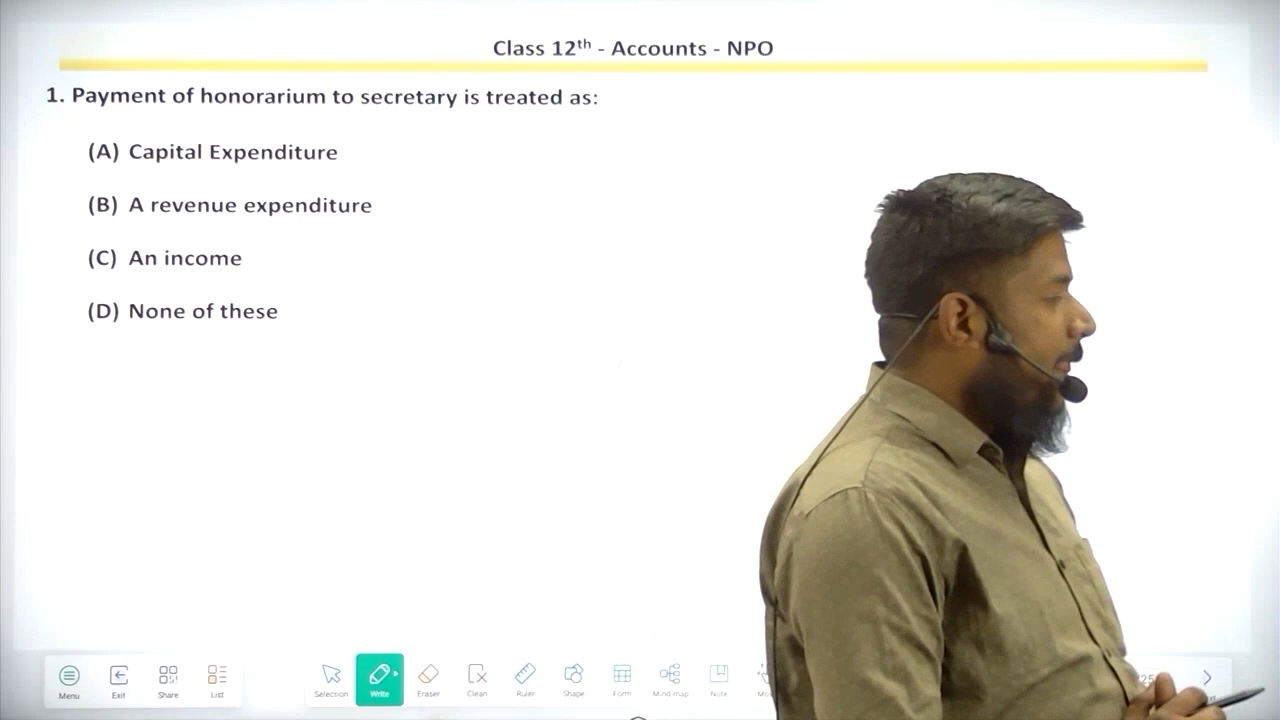 Class 12th - Accounts - NPO
1. Payment of honorarium to secretary is treated as:
(A) Capital Expenditure
(B) A revenue expenditure
(C) An income
(D) None of these
Menu Exit Share List Selection Write Eraser Clean Ruler Shape Form Mind map Note